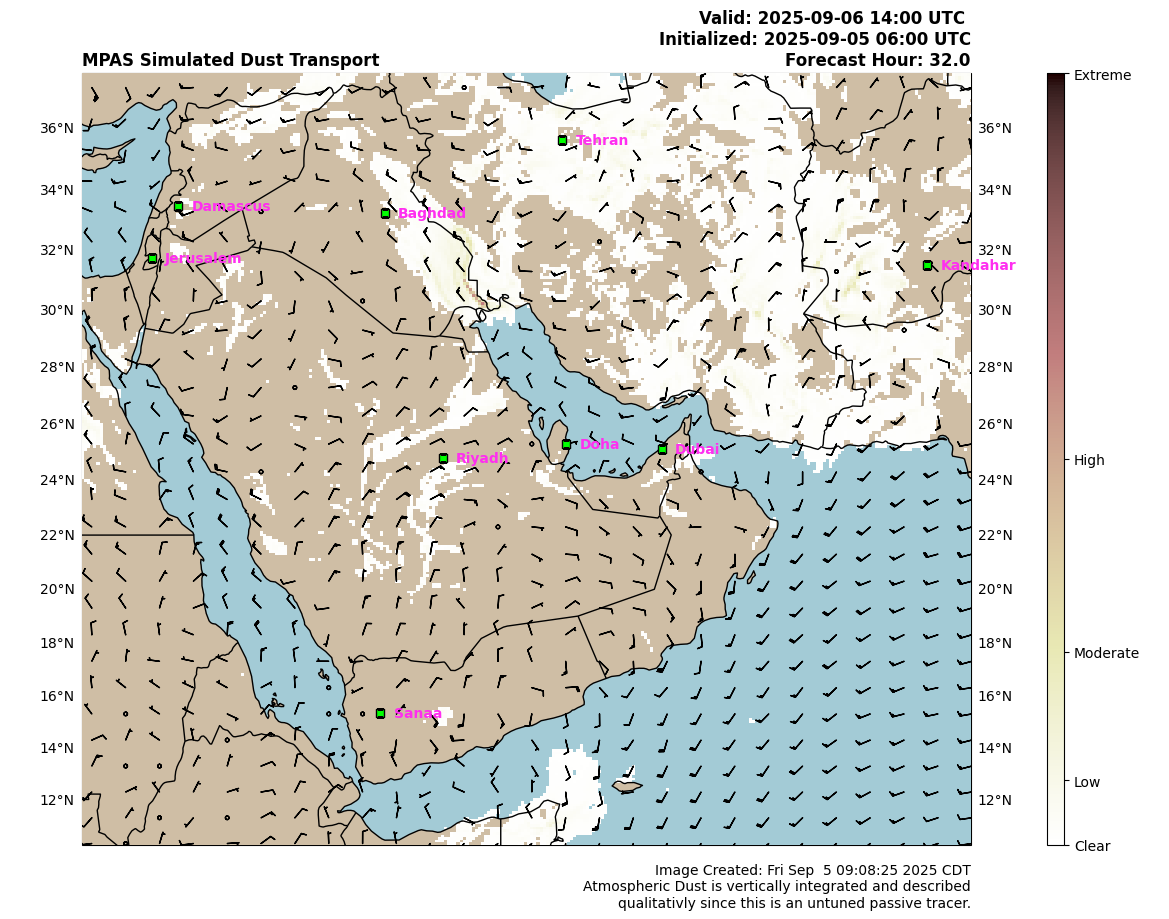 Valid: 2025-09-06 14:00 UTC
Initialized: 2025-09-05 06:00 UTC
MPAS Simulated Dust Transport
Forecast Hour: 32.0
Extreme
36°N
Tehran
36°N
34°N
Damascus
Baghdad
34°N
32°N
Jerusalem
32°N
Kandahar
30°N
30°N
28°N
28°N
26°N
26°N
Riyadh
Doha
Dubai
High
24°N
24°N
22°N
22°N
20°N
20°N
18°N
18°N
Moderate
16°N
Sanaa
16°N
14°N
14°N
Low
12°N
12°N
Clear
Image Created: Fri Sep  5 09:08:25 2025 CDT
Atmospheric Dust is vertically integrated and described
qualitativly since this is an untuned passive tracer.